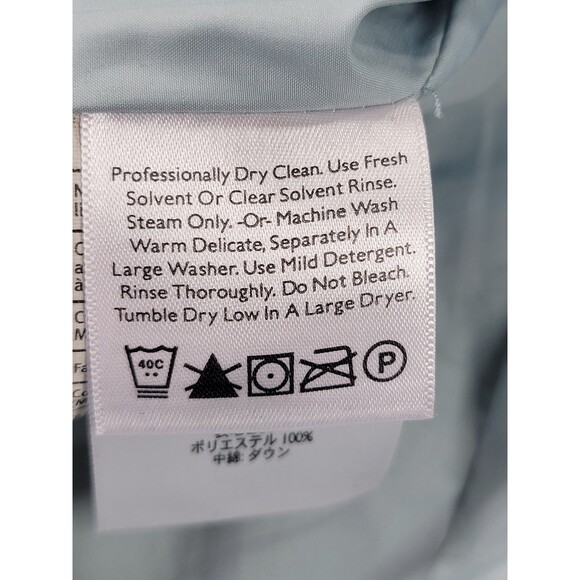 Professionally Dry Clean. Use Fresh
Solvent Or Clear Solvent Rinse.
Steam Only. -Or- Machine Wash
Warm Delicate, Separately In A
Large Washer. Use Mild Detergent.
Rinse Thoroughly. Do Not Bleach.
Tumble Dry Low In A Large Dryer.
40C P
ポリエステル 100%
中綿: ダウン